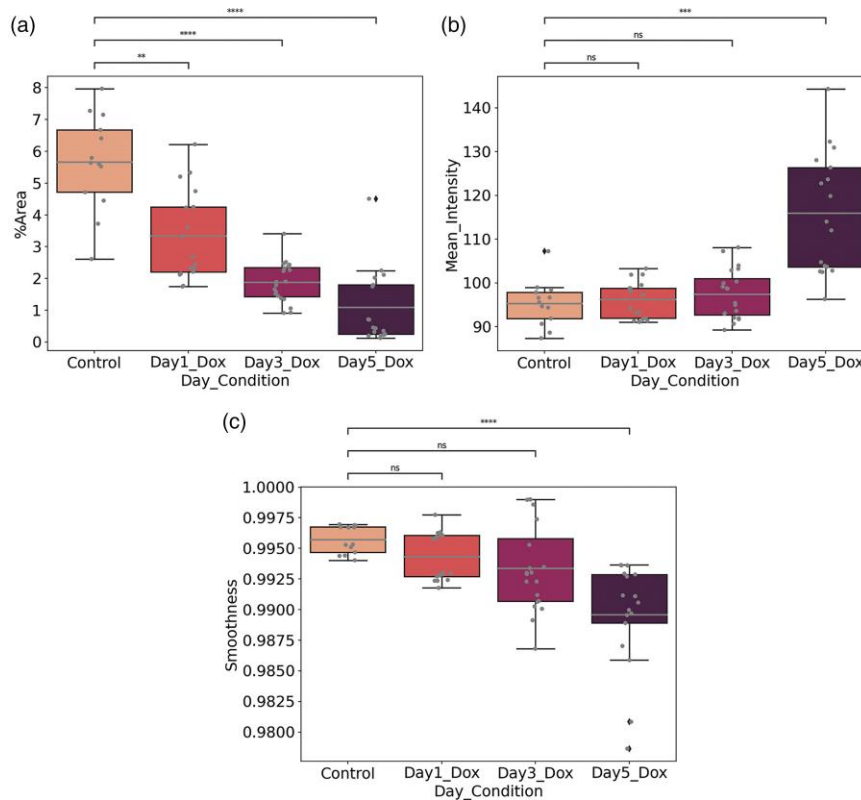 (a)
****
****
**
8
7
6
5
4
3
2
1
0
%Area
Control Day1_Dox Day3_Dox Day5_Dox
Day_Condition
(b)
***
ns
ns
140
130
120
110
100
90
Mean_Intensity
Control Day1_Dox Day3_Dox Day5_Dox
Day_Condition
(c)
****
ns
ns
1.0000
0.9975
0.9950
0.9925
0.9900
0.9875
0.9850
0.9825
0.9800
Smoothness
Control Day1_Dox Day3_Dox Day5_Dox
Day_Condition